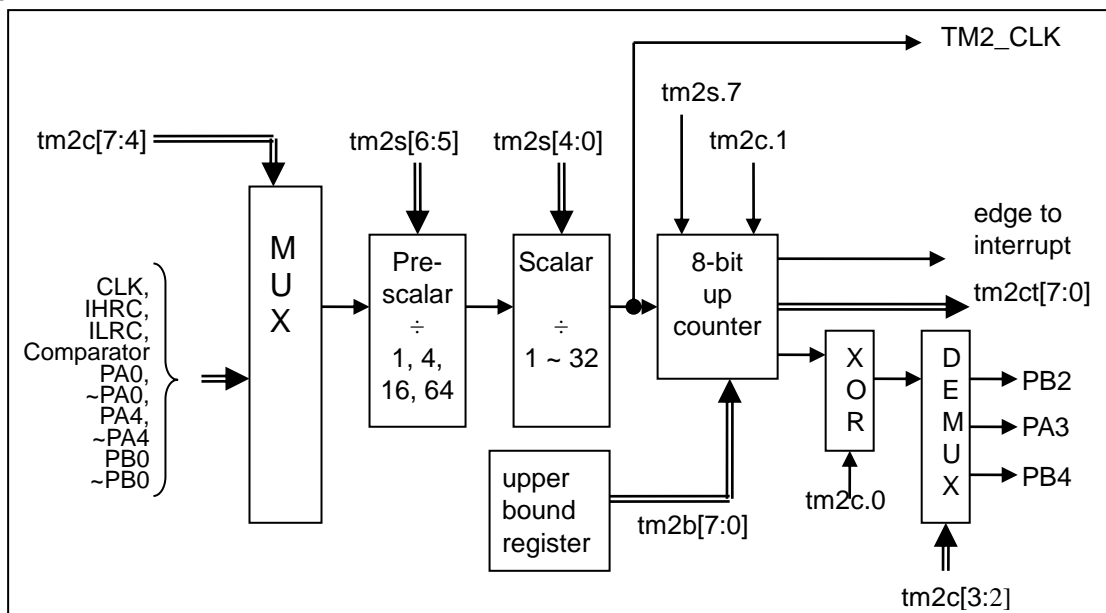 TM2_CLK
tm2s.7
tm2c[7:4]
tm2s[6:5]
tm2s[4:0]
tm2c.1
edge to
interrupt
M
U
X
Pre-
scalar
÷
1, 4,
16, 64
Scalar
÷
1 ~ 32
8-bit
up
counter
tm2ct[7:0]
CLK,
IHRC,
ILRC,
Comparator
PA0,
~PA0,
PA4,
~PA4
PB0
~PB0
X
O
R
D
E
M
U
X
PB2
PA3
PB4
upper
bound
register
tm2b[7:0]
tm2c.0
tm2c[3:2]